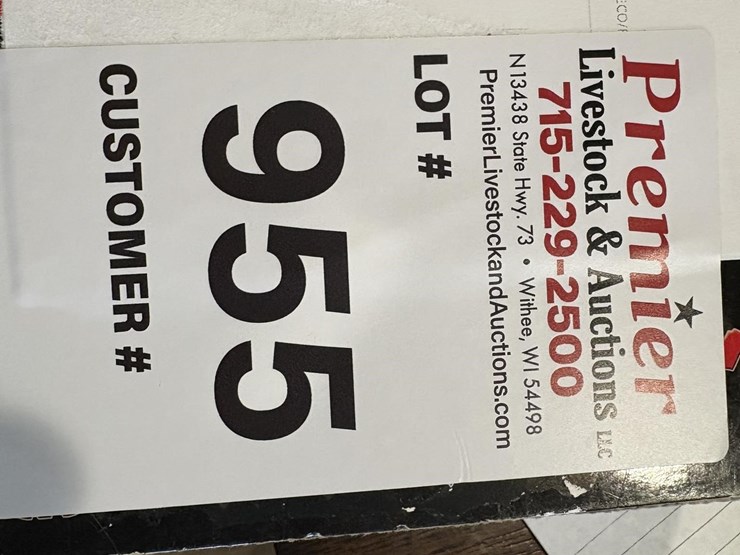 Premier
Livestock & Auctions LLC
715-229-2500
N13438 State Hwy. 73 • Withee, WI 54498
PremierLivestockandAuctions.com
LOT #
955
CUSTOMER #